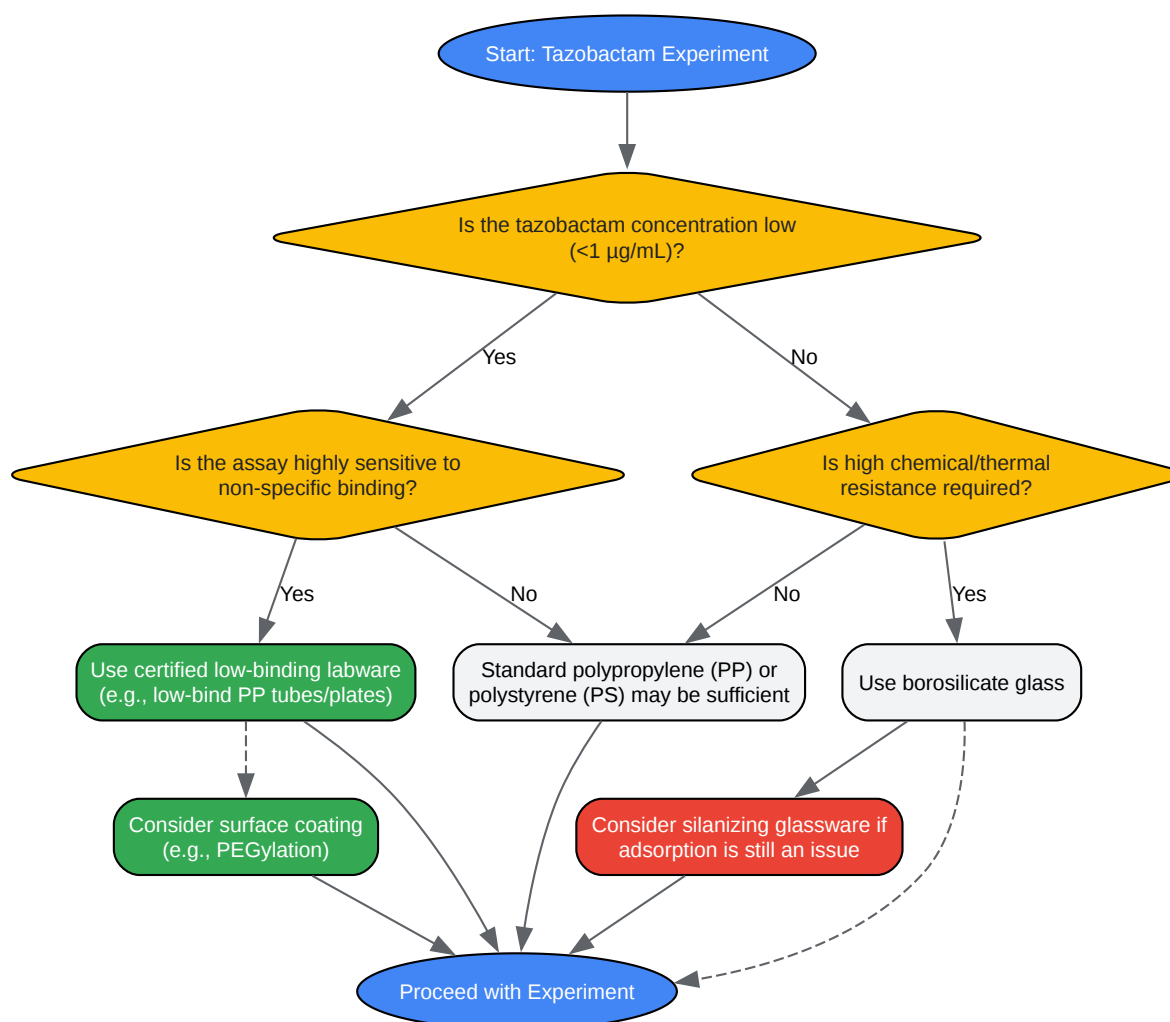 Start: Tazobactam Experiment
Is the tazobactam concentration low
(<1 µg/mL)?
Yes
No
Is the assay highly sensitive to
non-specific binding?
Is high chemical/thermal
resistance required?
Yes
No
No
Yes
Use certified low-binding labware
(e.g., low-bind PP tubes/plates)
Standard polypropylene (PP) or
polystyrene (PS) may be sufficient
Use borosilicate glass
Consider surface coating
(e.g., PEGylation)
Consider silanizing glassware if
adsorption is still an issue
Proceed with Experiment